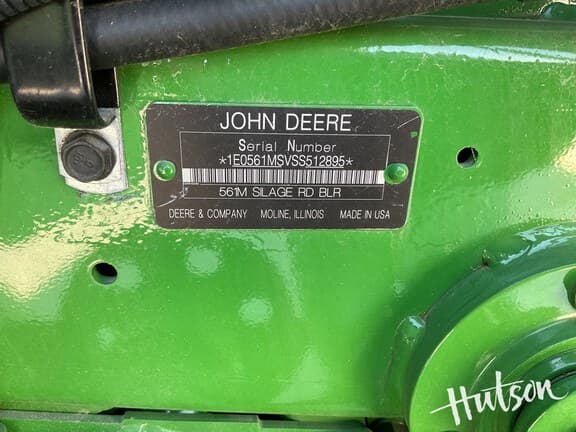 JOHN DEERE
Serial Number
*1E0561MSVSS512895*
561M SILAGE RD BLR
DEERE & COMPANY MOLINE, ILLINOIS MADE IN USA
Hutson